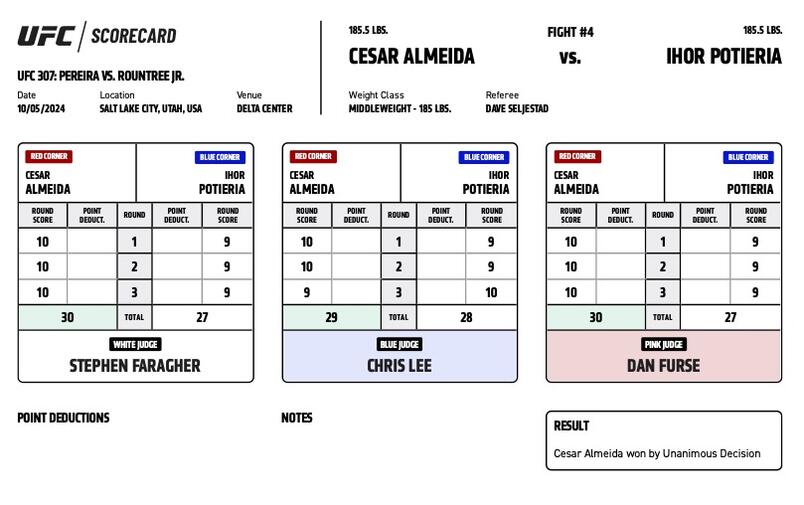 UFC / SCORECARD
UFC 307: PEREIRA VS. ROUNTREE JR.
Date Location Venue
10/05/2024 SALT LAKE CITY, UTAH, USA DELTA CENTER
185.5 LBS. FIGHT #4 185.5 LBS.
CESAR ALMEIDA VS. IHOR POTIERIA
Weight Class Referee
MIDDLEWEIGHT - 185 LBS. DAVE SELJESTAD
RED CORNER BLUE CORNER
CESAR IHOR
ALMEIDA POTIERIA
ROUND SCORE POINT DEDUCT. ROUND POINT DEDUCT. ROUND SCORE
10 1 9
10 2 9
10 3 9
30 TOTAL 27
WHITE JUDGE
STEPHEN FARAGHER
RED CORNER BLUE CORNER
CESAR IHOR
ALMEIDA POTIERIA
ROUND SCORE POINT DEDUCT. ROUND POINT DEDUCT. ROUND SCORE
10 1 9
10 2 9
9 3 10
29 TOTAL 28
BLUE JUDGE
CHRIS LEE
RED CORNER BLUE CORNER
CESAR IHOR
ALMEIDA POTIERIA
ROUND SCORE POINT DEDUCT. ROUND POINT DEDUCT. ROUND SCORE
10 1 9
10 2 9
10 3 9
30 TOTAL 27
PINK JUDGE
DAN FURSE
POINT DEDUCTIONS
NOTES
RESULT
Cesar Almeida won by Unanimous Decision